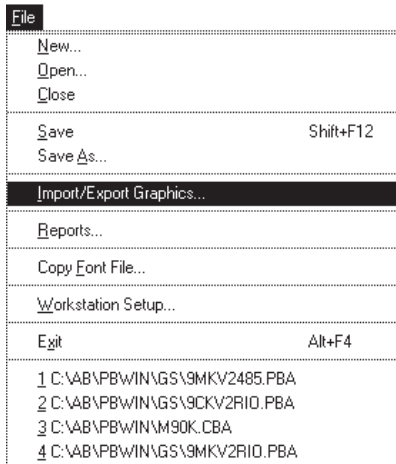 File
New...
Open...
Close
Save Shift+F12
Save As...
Import/Export Graphics...
Reports...
Copy Font File...
Workstation Setup...
Exit Alt+F4
1 C:\AB\PBWIN\GS\9MKV2485.PBA
2 C:\AB\PBWIN\GS\9CKV2RIO.PBA
3 C:\AB\PBWIN\M90K.CBA
4 C:\AB\PBWIN\GS\9MKV2RIO.PBA